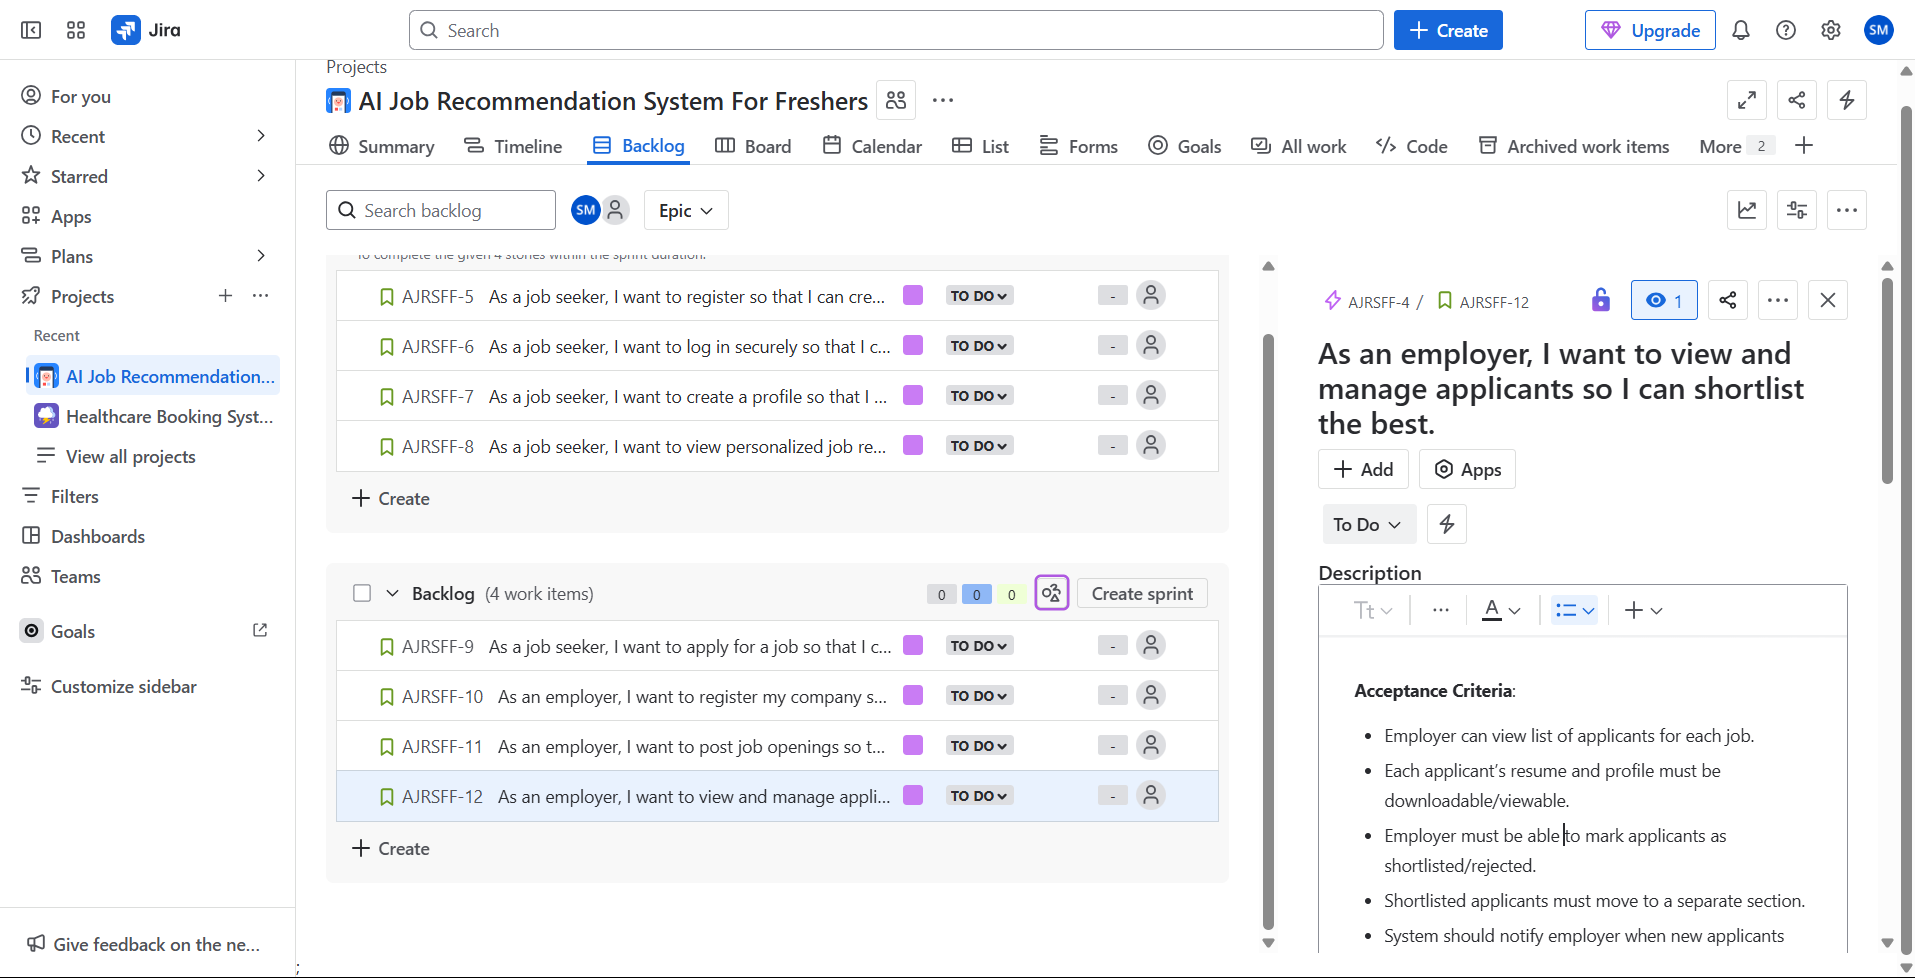 Jira
Search
Create
Upgrade
SM
For you
Recent
Starred
Apps
Plans
Projects
Recent
AI Job Recommendation...
Healthcare Booking Syst...
View all projects
Filters
Dashboards
Teams
Goals
Customize sidebar
Give feedback on the ne...
Projects
AI Job Recommendation System For Freshers
Summary Timeline Backlog Board Calendar List Forms Goals All work Code Archived work items More 2
Search backlog
SM
Epic
To complete the given 4 stories within the sprint duration.
AJRSFF-5 As a job seeker, I want to register so that I can cre... TO DO -
AJRSFF-6 As a job seeker, I want to log in securely so that I c... TO DO -
AJRSFF-7 As a job seeker, I want to create a profile so that I ... TO DO -
AJRSFF-8 As a job seeker, I want to view personalized job re... TO DO -
Create
Backlog (4 work items) 0 0 0 Create sprint
AJRSFF-9 As a job seeker, I want to apply for a job so that I c... TO DO -
AJRSFF-10 As an employer, I want to register my company s... TO DO -
AJRSFF-11 As an employer, I want to post job openings so t... TO DO -
AJRSFF-12 As an employer, I want to view and manage appli... TO DO -
Create
;
AJRSFF-4 / AJRSFF-12 1
As an employer, I want to view and
manage applicants so I can shortlist
the best.
Add Apps
To Do
Description
Tt ... A
Acceptance Criteria:
• Employer can view list of applicants for each job.
• Each applicant’s resume and profile must be
downloadable/viewable.
• Employer must be able to mark applicants as
shortlisted/rejected.
• Shortlisted applicants must move to a separate section.
• System should notify employer when new applicants